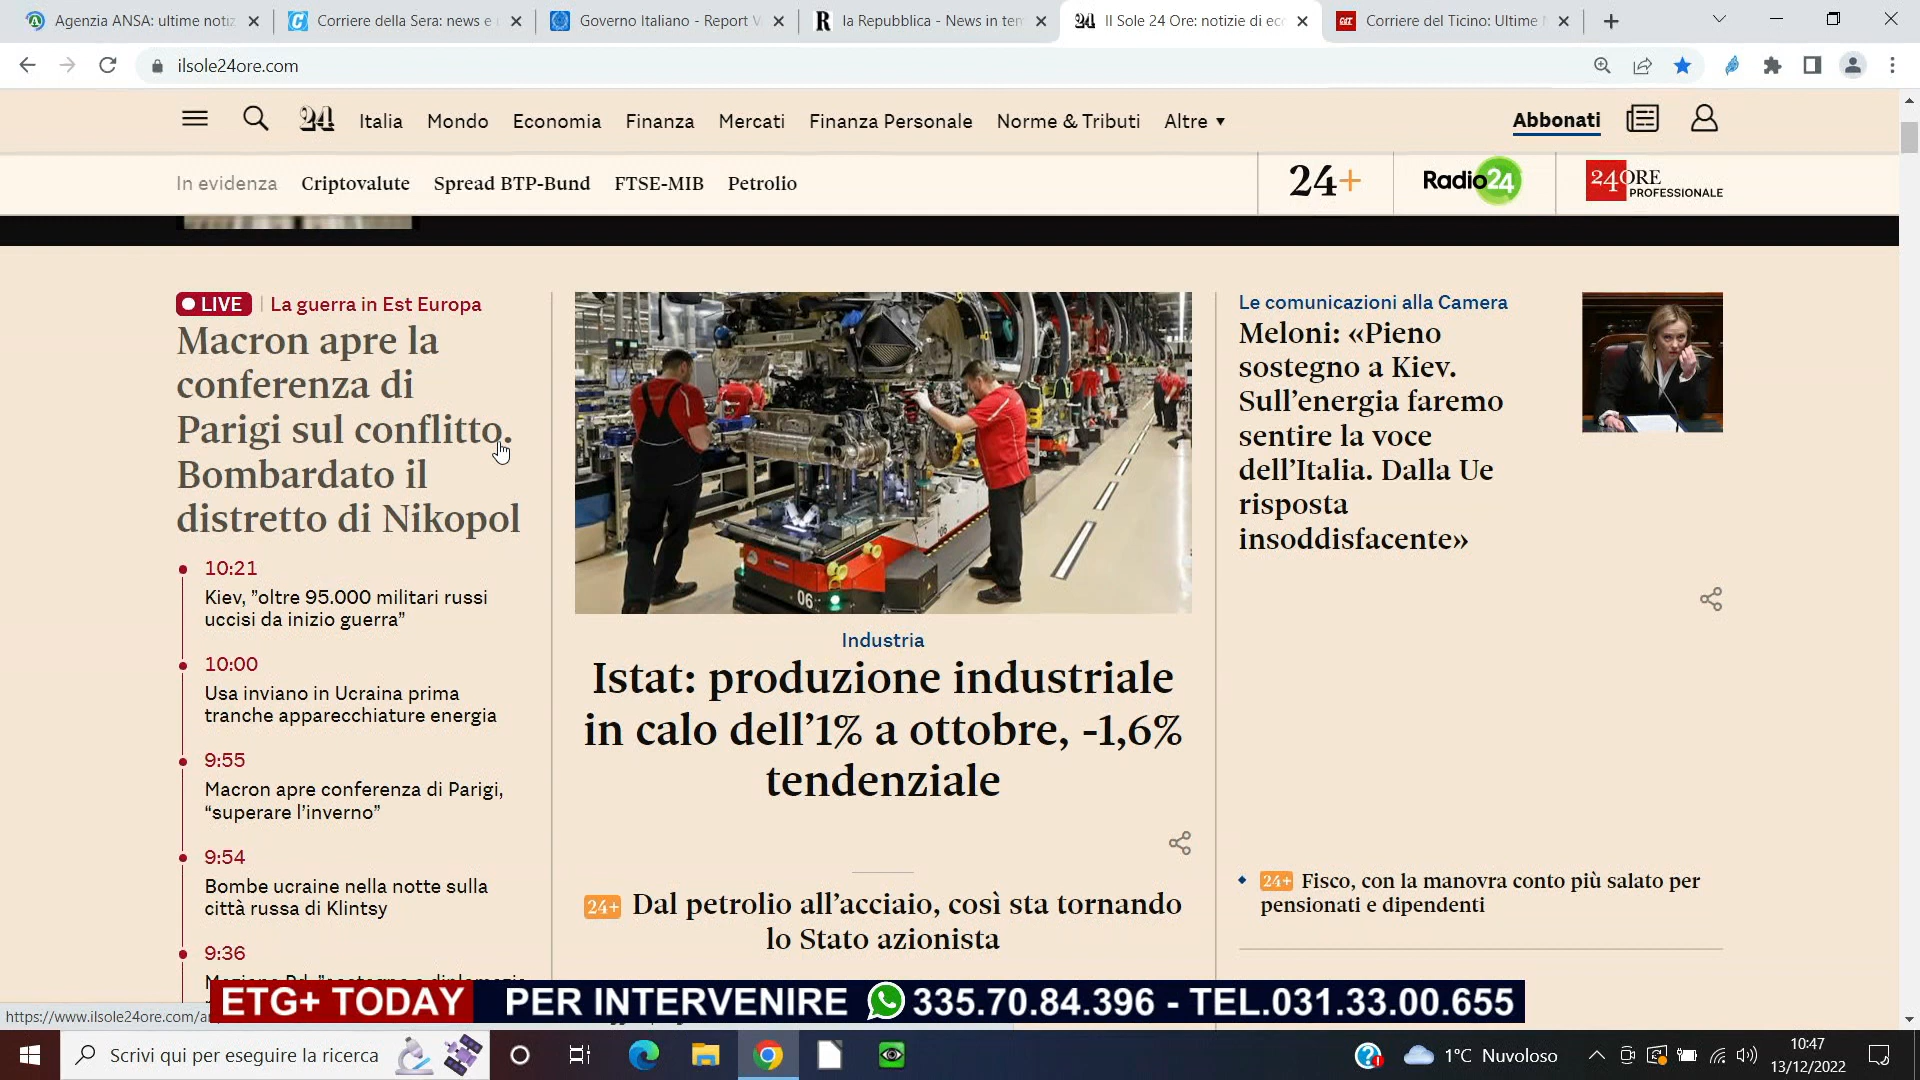 Agenzia ANSA: ultime notiz
Corriere della Sera: news e
Governo Italiano - Report V
la Repubblica - News in tem
Il Sole 24 Ore: notizie di ec
Corriere del Ticino: Ultime
ilsole24ore.com
24
Italia
Mondo
Economia
Finanza
Mercati
Finanza Personale
Norme & Tributi
Altre
Abbonati
In evidenza
Criptovalute
Spread BTP-Bund
FTSE-MIB
Petrolio
24+
Radio24
24ORE
PROFESSIONALE
LIVE
La guerra in Est Europa
Macron apre la
conferenza di
Parigi sul conflitto.
Bombardato il
distretto di Nikopol
10:21
Kiev, ”oltre 95.000 militari russi
uccisi da inizio guerra”
10:00
Usa inviano in Ucraina prima
tranche apparecchiature energia
9:55
Macron apre conferenza di Parigi,
“superare l’inverno”
9:54
Bombe ucraine nella notte sulla
città russa di Klintsy
9:36
06
Industria
Istat: produzione industriale
in calo dell’1% a ottobre, -1,6%
tendenziale
24+ Dal petrolio all’acciaio, così sta tornando
lo Stato azionista
Le comunicazioni alla Camera
Meloni: «Pieno
sostegno a Kiev.
Sull’energia faremo
sentire la voce
dell’Italia. Dalla Ue
risposta
insoddisfacente»
24+ Fisco, con la manovra conto più salato per
pensionati e dipendenti
https://www.ilsole24ore.com/a
ETG+ TODAY
PER INTERVENIRE 335.70.84.396 - TEL.031.33.00.655
Scrivi qui per eseguire la ricerca
1°C Nuvoloso
10:47
13/12/2022